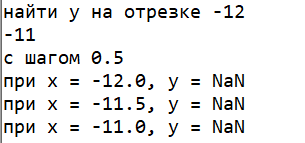 найти y на отрезке -12
-11
с шагом 0.5
при x = -12.0, y = NaN
при x = -11.5, y = NaN
при x = -11.0, y = NaN